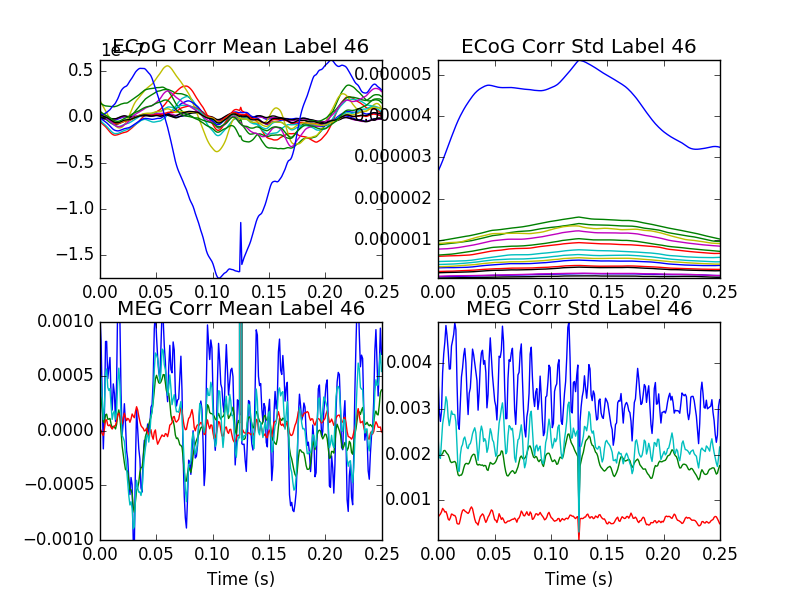 ECoG Corr Mean Label 46
1e−7
0.5
0.0
−0.5
−1.0
−1.5
0.00 0.05 0.10 0.15 0.20 0.25
ECoG Corr Std Label 46
0.000005
0.000004
0.000003
0.000002
0.000001
0.00 0.05 0.10 0.15 0.20 0.25
MEG Corr Mean Label 46
0.0010
0.0005
0.0000
−0.0005
−0.0010
0.00 0.05 0.10 0.15 0.20 0.25
Time (s)
MEG Corr Std Label 46
0.004
0.003
0.002
0.001
0.00 0.05 0.10 0.15 0.20 0.25
Time (s)